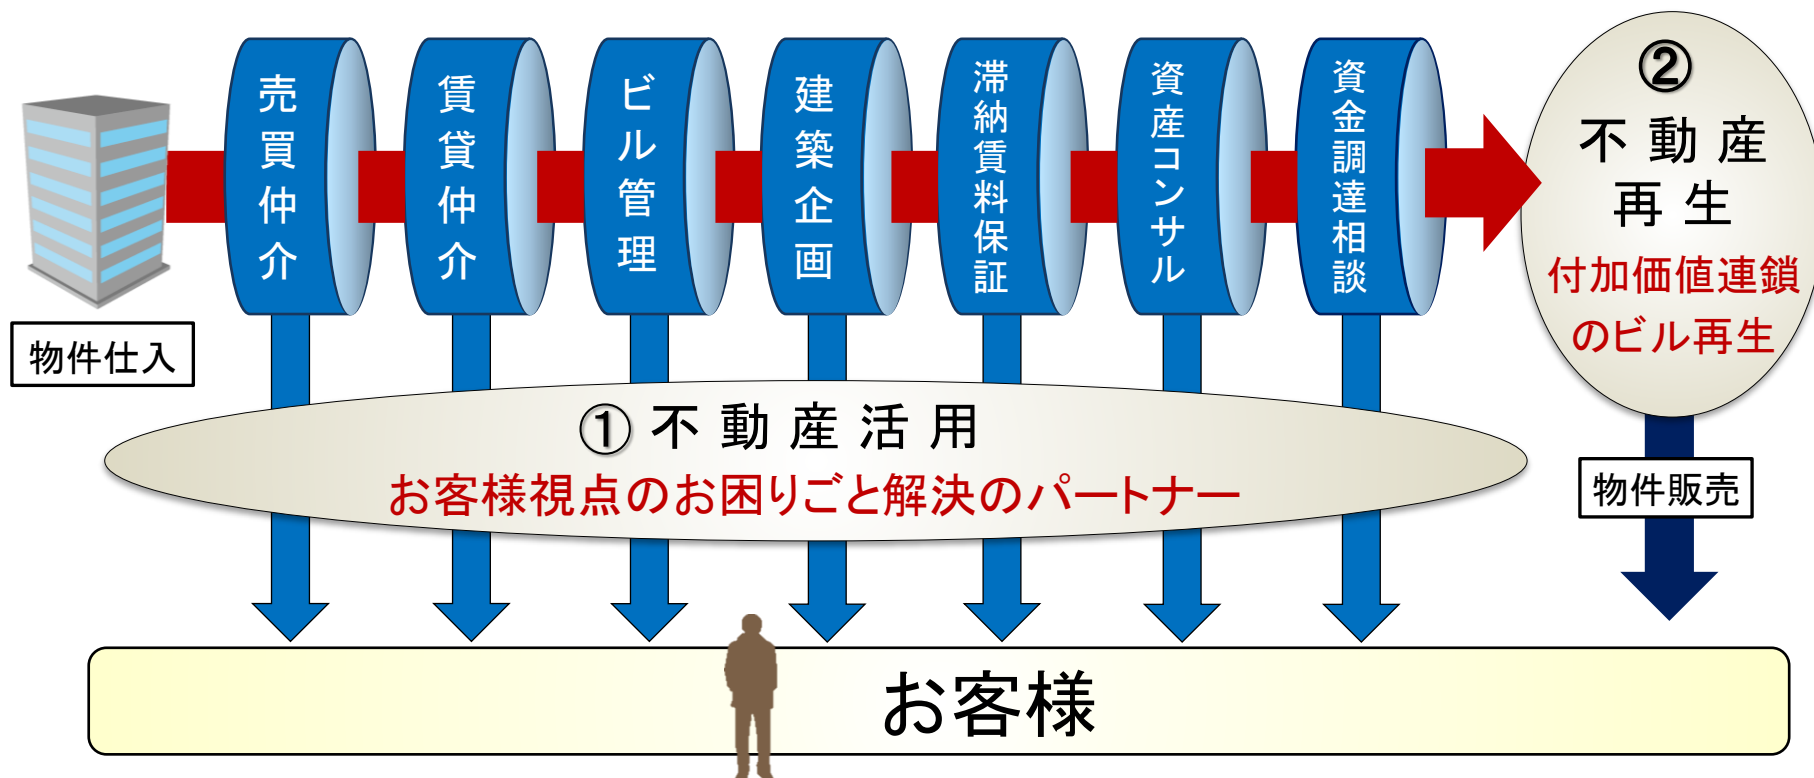 物件仕入
売買仲介
賃貸仲介
ビル管理
建築企画
滞納賃料保証
資産コンサル
資金調達相談
②
不動産
再生
付加価値連鎖
のビル再生
①不動産活用
お客様視点のお困りごと解決のパートナー
物件販売
お客様